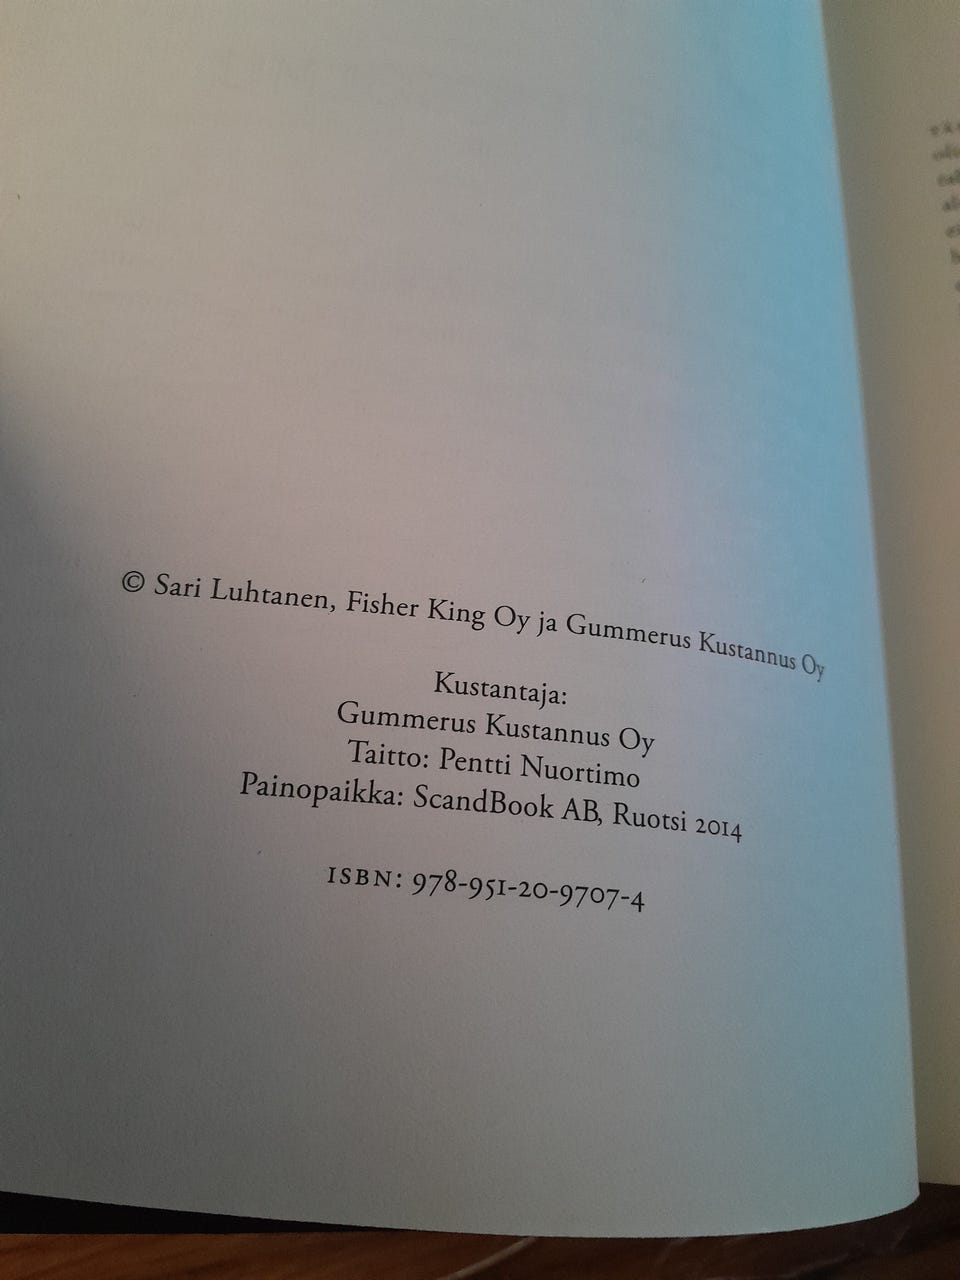 © Sari Luhtanen, Fisher King Oy ja Gummerus Kustannus Oy
Kustantaja:
Gummerus Kustannus Oy
Taitto: Pentti Nuortimo
Painopaikka: ScandBook AB, Ruotsi 2014
ISBN: 978-951-20-9707-4